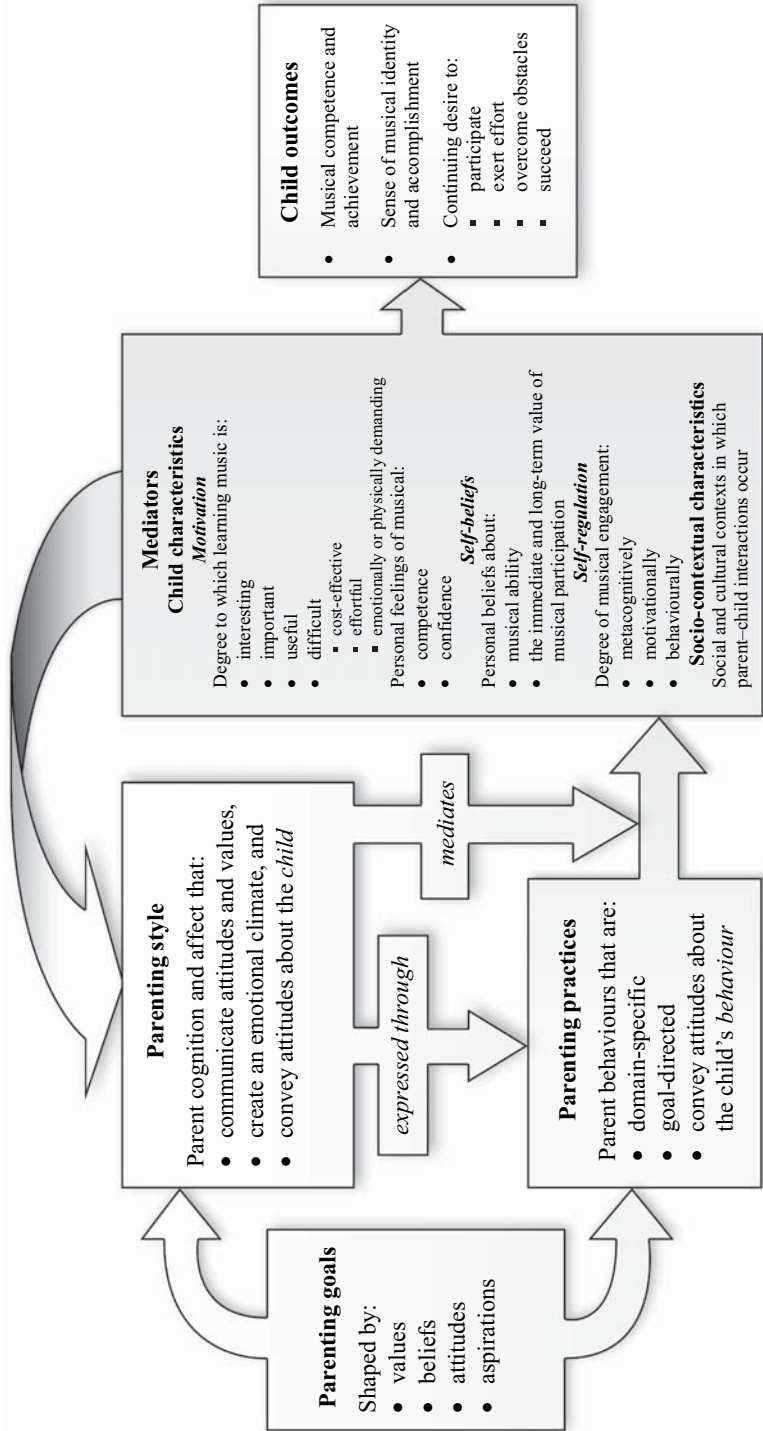 Parenting goals
Shaped by:
• values
• beliefs
• attitudes
• aspirations
Parenting style
Parent cognition and affect that:
• communicate attitudes and values,
• create an emotional climate, and
• convey attitudes about the child
expressed through
mediates
Parenting practices
Parent behaviours that are:
• domain-specific
• goal-directed
• convey attitudes about
the child’s behaviour
Mediators
Child characteristics
Motivation
Degree to which learning music is:
• interesting
• important
• useful
• difficult
▪ cost-effective
▪ effortful
▪ emotionally or physically demanding
Personal feelings of musical:
• competence
• confidence
Self-beliefs
Personal beliefs about:
• musical ability
• the immediate and long-term value of
musical participation
Self-regulation
Degree of musical engagement:
• metacognitively
• motivationally
• behaviourally
Socio-contextual characteristics
Social and cultural contexts in which
parent–child interactions occur
Child outcomes
• Musical competence and
achievement
• Sense of musical identity
and accomplishment
• Continuing desire to:
▪ participate
▪ exert effort
▪ overcome obstacles
▪ succeed